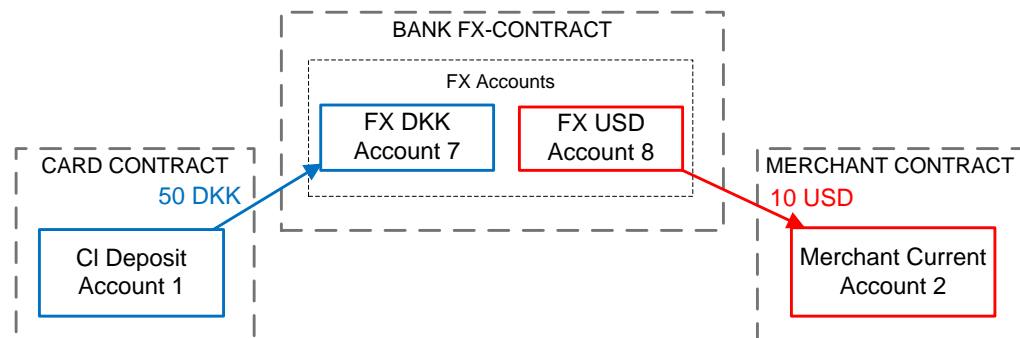 BANK FX-CONTRACT
FX Accounts
FX DKK
Account 7
FX USD
Account 8
CARD CONTRACT
50 DKK
CI Deposit
Account 1
MERCHANT CONTRACT
10 USD
Merchant Current
Account 2